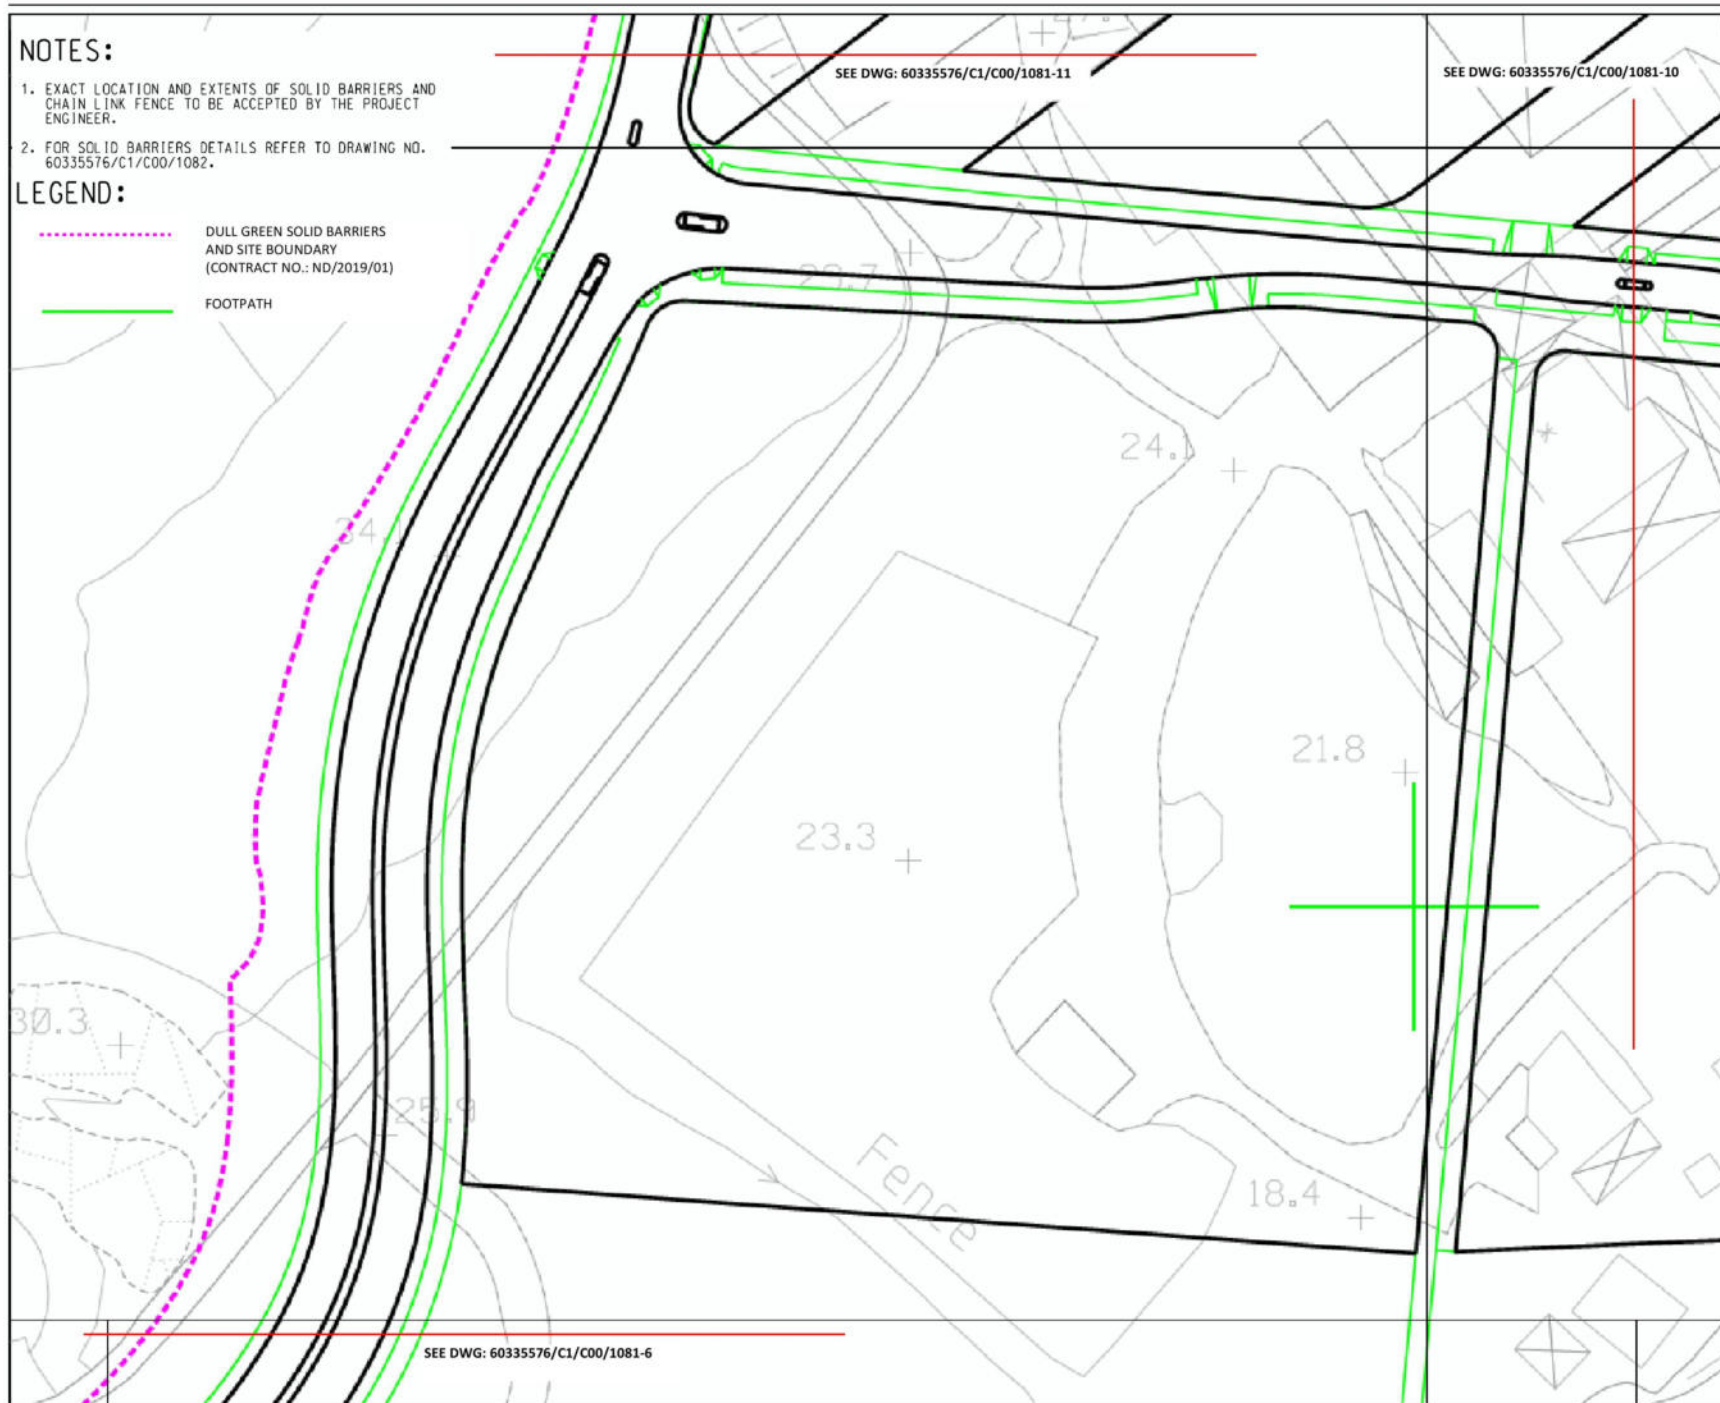 NOTES:
1. EXACT LOCATION AND EXTENTS OF SOLID BARRIERS AND
CHAIN LINK FENCE TO BE ACCEPTED BY THE PROJECT
ENGINEER.
2. FOR SOLID BARRIERS DETAILS REFER TO DRAWING NO.
60335576/C1/C00/1082.
LEGEND:
DULL GREEN SOLID BARRIERS
AND SITE BOUNDARY
(CONTRACT NO.: ND/2019/01)
FOOTPATH
SEE DWG: 60335576/C1/C00/1081-11
SEE DWG: 60335576/C1/C00/1081-10
24.1
34.1
21.8
23.3
30.3
25.9
Fence
18.4
SEE DWG: 60335576/C1/C00/1081-6